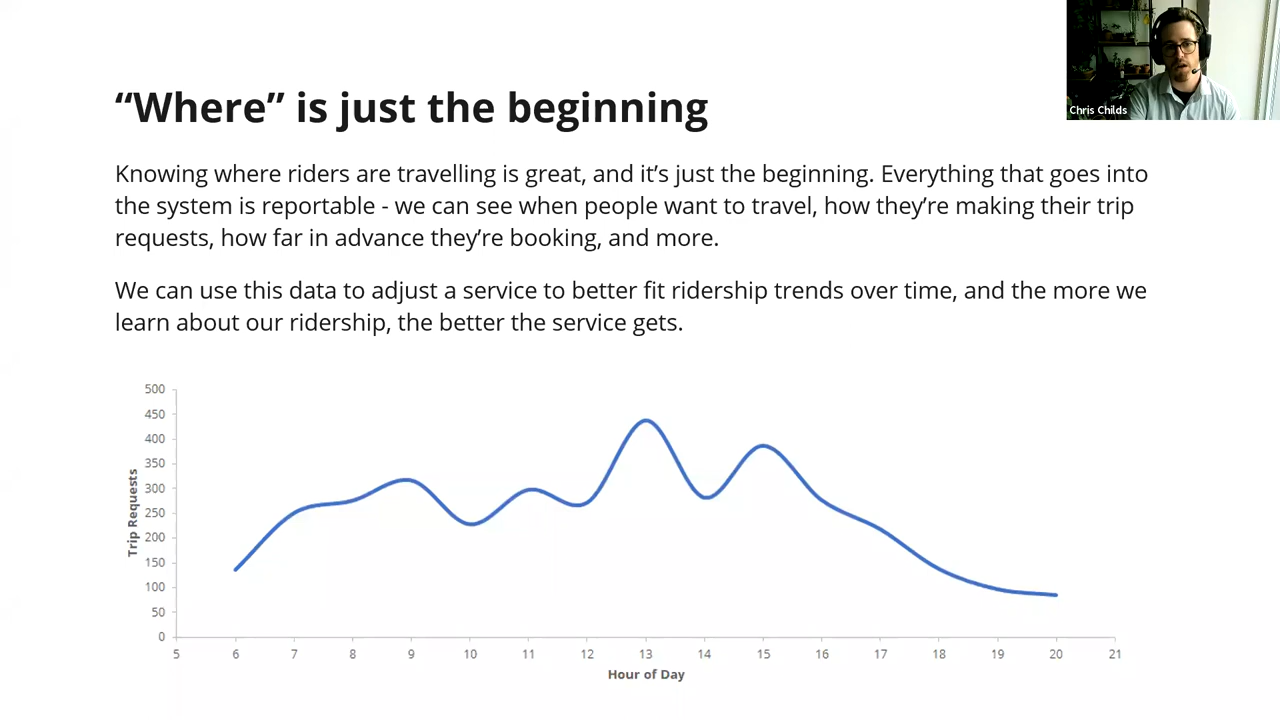 “Where” is just the beginning
Chris Childs
Knowing where riders are travelling is great, and it’s just the beginning. Everything that goes into
the system is reportable - we can see when people want to travel, how they’re making their trip
requests, how far in advance they’re booking, and more.
We can use this data to adjust a service to better fit ridership trends over time, and the more we
learn about our ridership, the better the service gets.
500
450
400
350
300
250
200
150
100
50
0
Trip Requests
5 6 7 8 9 10 11 12 13 14 15 16 17 18 19 20 21
Hour of Day